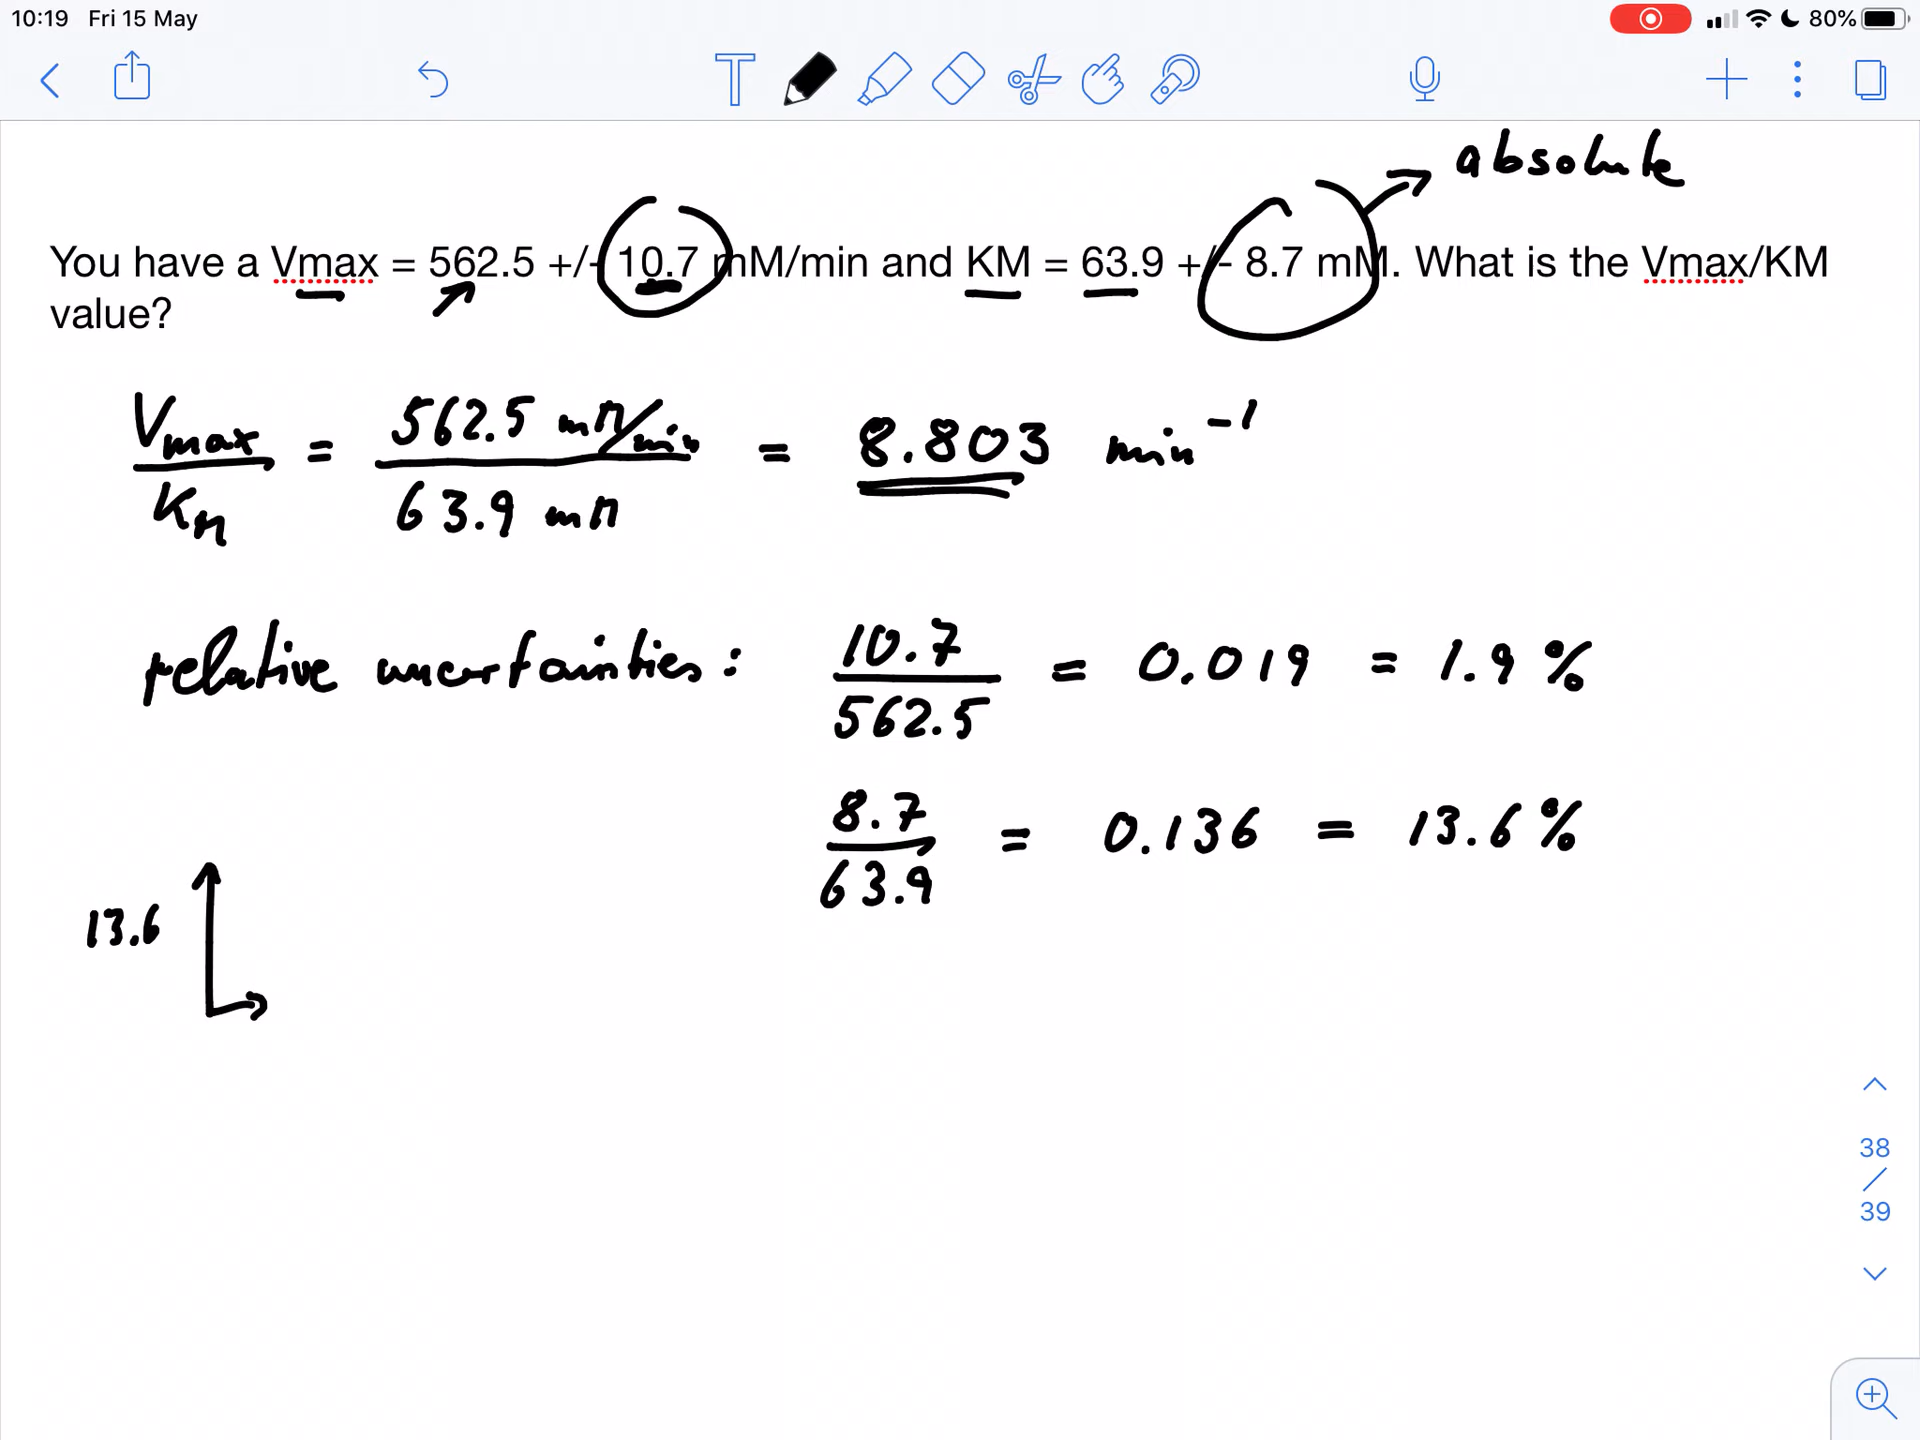 10:19 Fri 15 May 80%
T
absolute
You have a Vmax = 562.5 +/- 10.7 mM/min and KM = 63.9 +/- 8.7 mM. What is the Vmax/KM
value?
Vmax / KM = 562.5 mM/min / 63.9 mM = 8.803 min⁻¹
relative uncertainties: 10.7 / 562.5 = 0.019 = 1.9 %
8.7 / 63.9 = 0.136 = 13.6 %
13.6
38
/
39